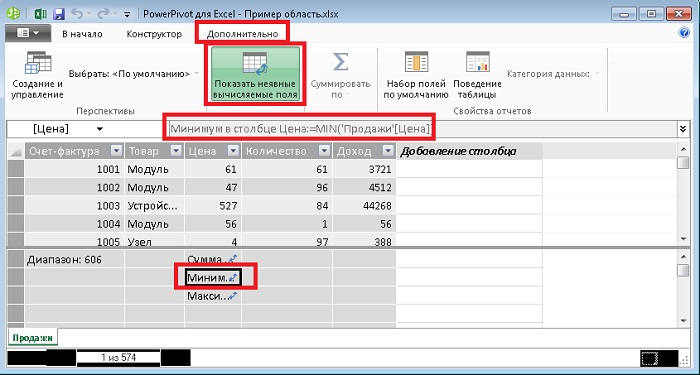 PowerPivot для Excel - Пример область.xlsx
В начало Конструктор Дополнительно
Создание и управление
Выбрать: <По умолчанию>
Перспективы
Показать неявные вычисляемые поля
Суммировать по
Набор полей по умолчанию
Поведение таблицы
Категория данных:
Свойства отчетов
[Цена] Минимум в столбце Цена:=MIN('Продажи'[Цена]
Счет-фактура Товар Цена Количество Доход Добавление столбца
1001 Модуль 61 61 3721
1002 Модуль 47 96 4512
1003 Устройс... 527 84 44268
1004 Модуль 56 1 56
1005 Узел 4 97 388
Диапазон: 606 Сумма...
Миним...
Макси...
Продажи
1 из 574